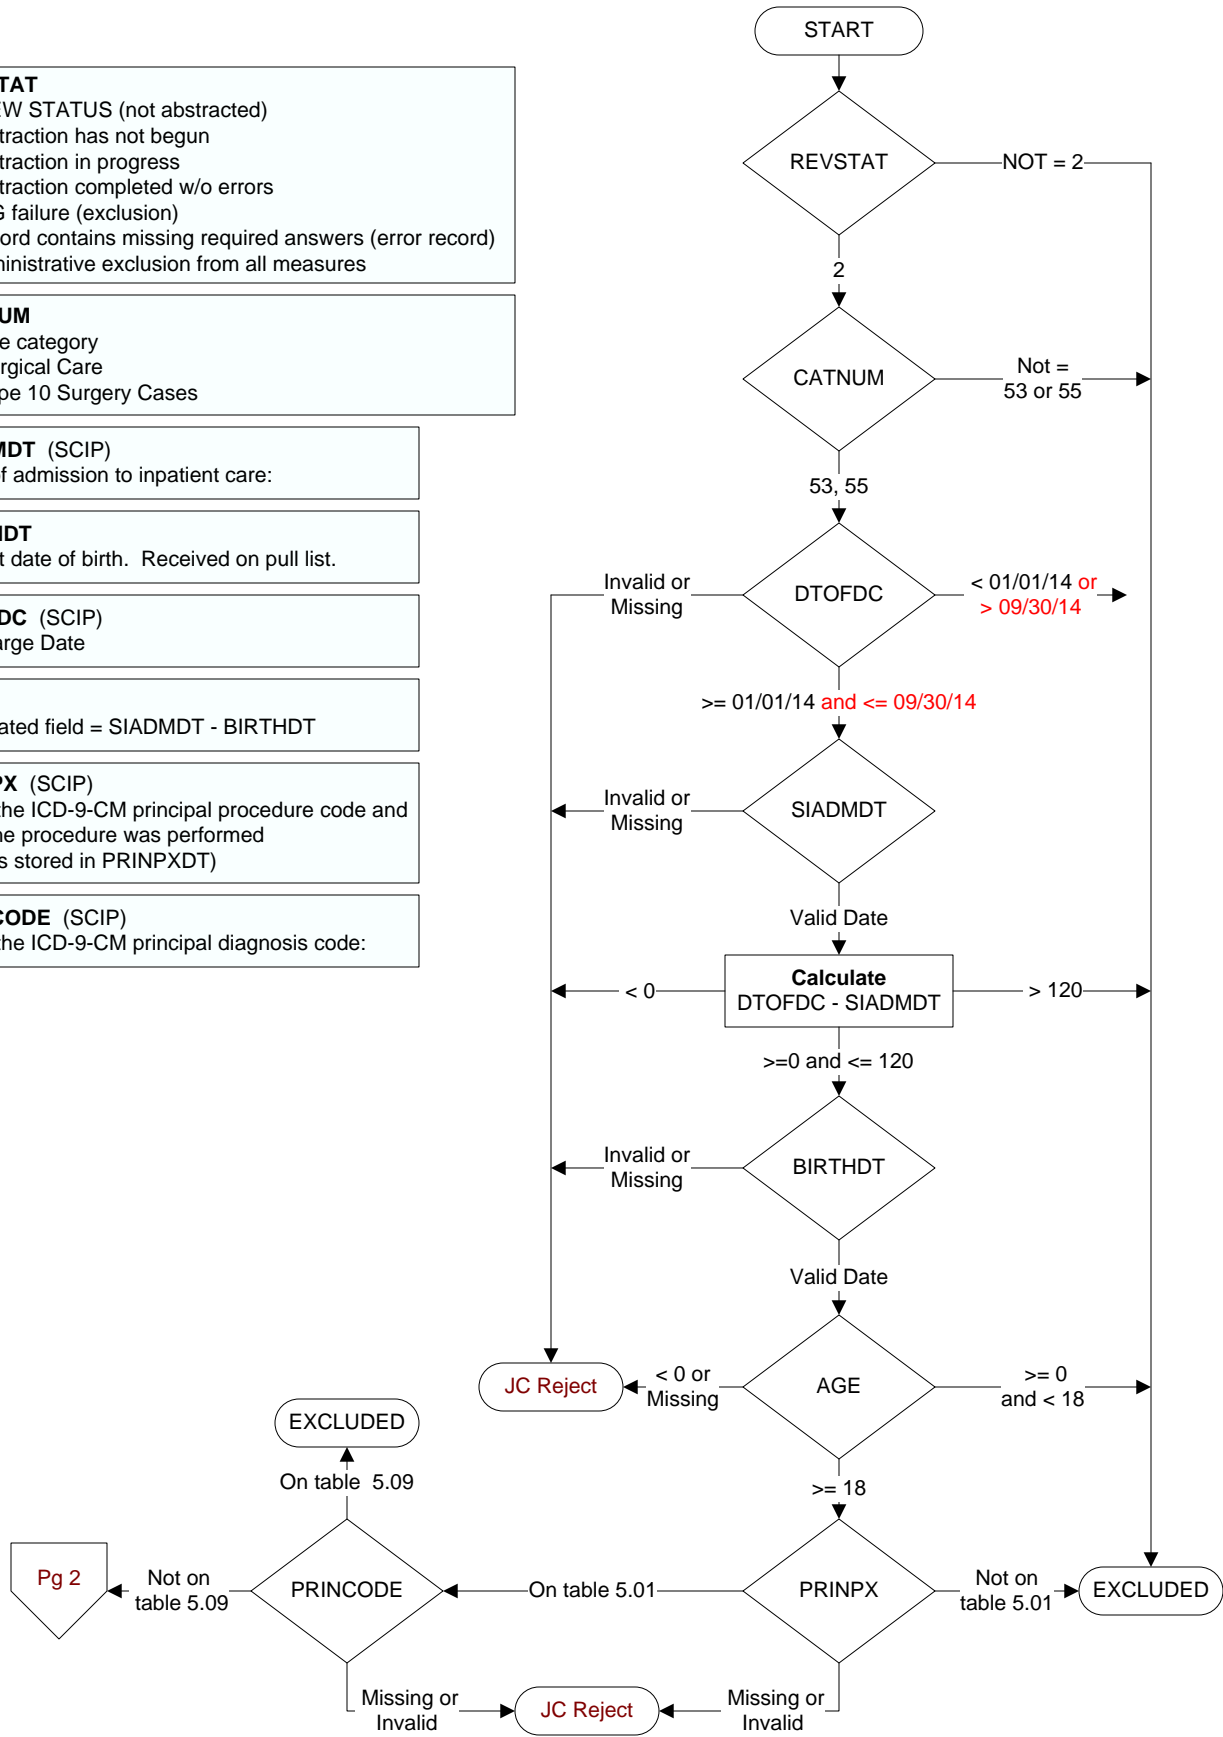 START
TAT
EW STATUS (not abstracted)
traction has not begun
traction in progress
traction completed w/o errors
G failure (exclusion)
ord contains missing required answers (error record)
ministrative exclusion from all measures
UM
e category
rgical Care
pe 10 Surgery Cases
MDT (SCIP)
of admission to inpatient care:
HDT
t date of birth. Received on pull list.
DC (SCIP)
arge Date
ated field = SIADMDT - BIRTHDT
PX (SCIP)
the ICD-9-CM principal procedure code and
he procedure was performed
s stored in PRINPXDT)
CODE (SCIP)
the ICD-9-CM principal diagnosis code:
REVSTAT
NOT = 2
2
CATNUM
Not =
53 or 55
53, 55
Invalid or
Missing
DTOFDC
< 01/01/14 or
> 09/30/14
>= 01/01/14 and <= 09/30/14
Invalid or
Missing
SIADMDT
Valid Date
< 0
Calculate
DTOFDC - SIADMDT
> 120
>=0 and <= 120
Invalid or
Missing
BIRTHDT
Valid Date
JC Reject
< 0 or
Missing
AGE
>= 0
and < 18
EXCLUDED
On table 5.09
>= 18
Pg 2
Not on
table 5.09
PRINCODE
On table 5.01
PRINPX
Not on
table 5.01
EXCLUDED
Missing or
Invalid
JC Reject
Missing or
Invalid